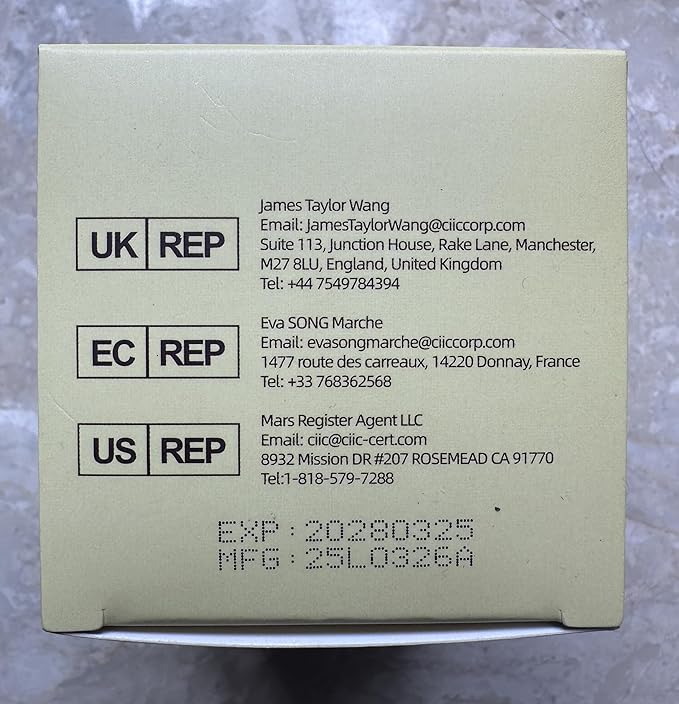 James Taylor Wang
UK REP
Email: JamesTaylorWang@ciiccorp.com
Suite 113, Junction House, Rake Lane, Manchester,
M27 8LU, England, United Kingdom
Tel: +44 7549784394
Eva SONG Marche
EC REP
Email: evasongmarche@ciiccorp.com
1477 route des carreaux, 14220 Donnay, France
Tel: +33 768362568
Mars Register Agent LLC
US REP
Email: ciic@ciic-cert.com
8932 Mission DR #207 ROSEMEAD CA 91770
Tel:1-818-579-7288
EXP:20280325
MFG:25L0326A